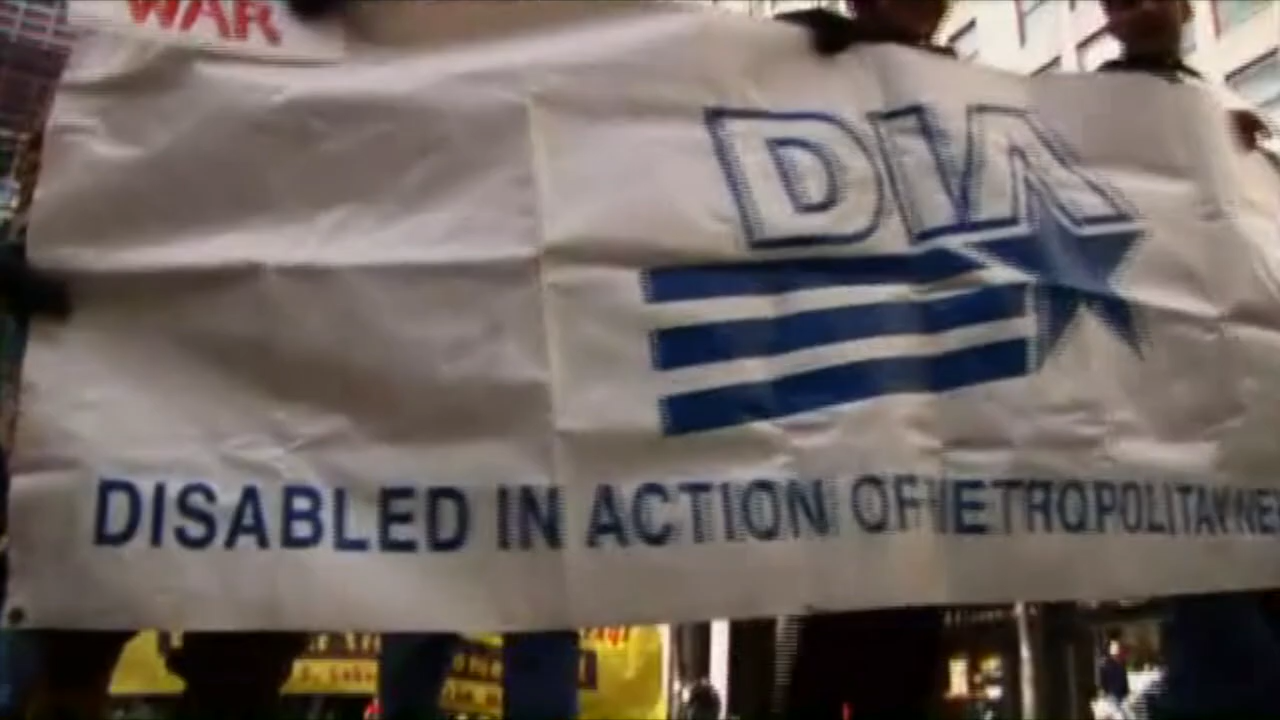 WAR
DIA
DISABLED IN ACTION OF METROPOLITAN NE